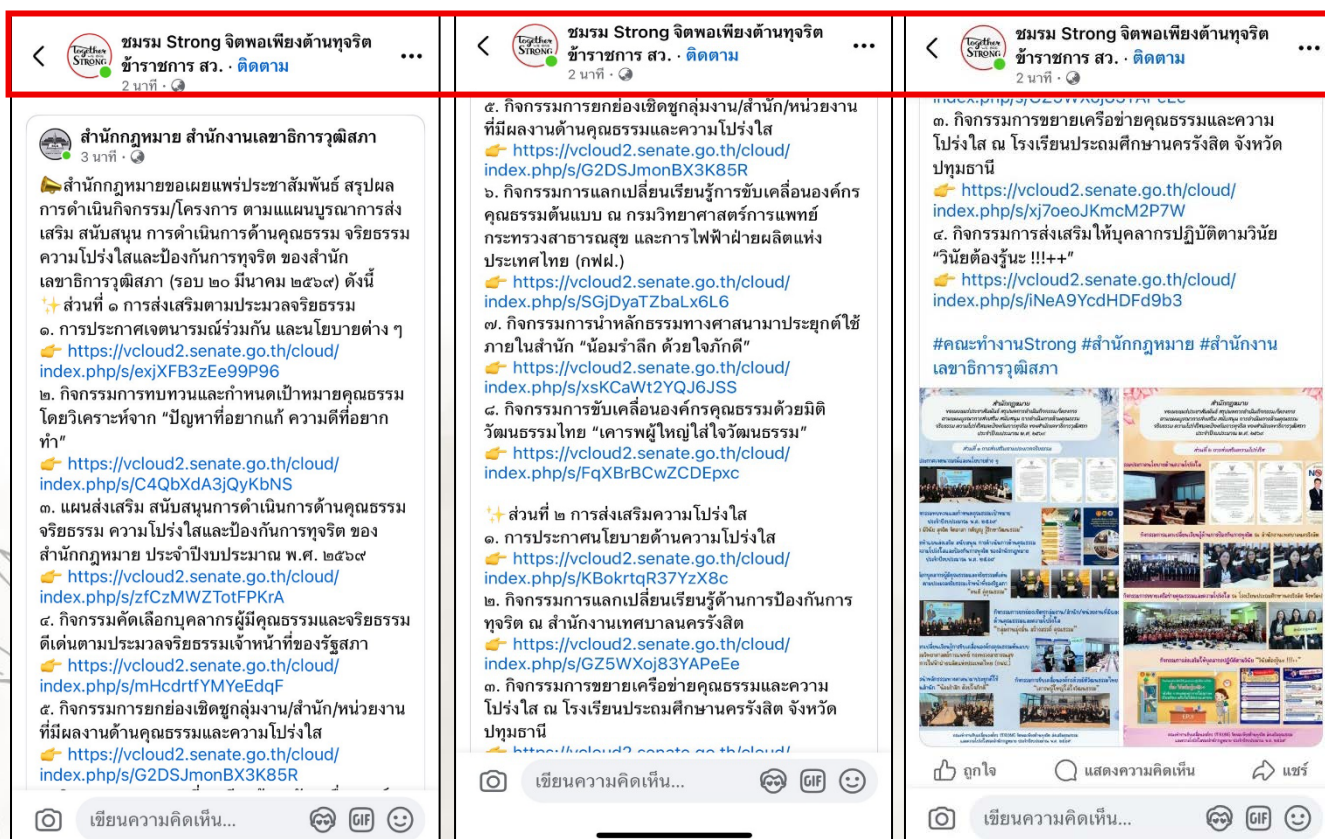 ชมรม Strong จิตพอเพียงต้านทุจริต
ข้าราชการ สว. · ติดตาม
2 นาที
สำนักกฎหมาย สำนักงานเลขาธิการวุฒิสภา
3 นาที
📣สำนักกฎหมายขอเผยแพร่ประชาสัมพันธ์ สรุปผล
การดำเนินกิจกรรม/โครงการ ตามแแผนบูรณาการส่ง
เสริม สนับสนุน การดำเนินการด้านคุณธรรม จริยธรรม
ความโปร่งใสและป้องกันการทุจริต ของสำนัก
เลขาธิการวุฒิสภา (รอบ ๒๐ มีนาคม ๒๕๖๙) ดังนี้
✨ส่วนที่ ๑ การส่งเสริมตามประมวลจริยธรรม
๑. การประกาศเจตนารมณ์ร่วมกัน และนโยบายต่าง ๆ
👉 https://vcloud2.senate.go.th/cloud/
index.php/s/exjXFB3zEe99P96
๒. กิจกรรมการทบทวนและกำหนดเป้าหมายคุณธรรม
โดยวิเคราะห์จาก “ปัญหาที่อยากแก้ ความดีที่อยาก
ทำ”
👉 https://vcloud2.senate.go.th/cloud/
index.php/s/C4QbXdA3jQyKbNS
๓. แผนส่งเสริม สนับสนุนการดำเนินการด้านคุณธรรม
จริยธรรม ความโปร่งใสและป้องกันการทุจริต ของ
สำนักกฎหมาย ประจำปีงบประมาณ พ.ศ. ๒๕๖๙
👉 https://vcloud2.senate.go.th/cloud/
index.php/s/zfCzMWZTotFPKrA
๔. กิจกรรมคัดเลือกบุคลากรผู้มีคุณธรรมและจริยธรรม
ดีเด่นตามประมวลจริยธรรมเจ้าหน้าที่ของรัฐสภา
👉 https://vcloud2.senate.go.th/cloud/
index.php/s/mHcdrtfYMYeEdqF
๕. กิจกรรมการยกย่องเชิดชูกลุ่มงาน/สำนัก/หน่วยงาน
ที่มีผลงานด้านคุณธรรมและความโปร่งใส
👉 https://vcloud2.senate.go.th/cloud/
index.php/s/G2DSJmonBX3K85R
เขียนความคิดเห็น...
GIF
ชมรม Strong จิตพอเพียงต้านทุจริต
ข้าราชการ สว. · ติดตาม
2 นาที
๕. กิจกรรมการยกย่องเชิดชูกลุ่มงาน/สำนัก/หน่วยงาน
ที่มีผลงานด้านคุณธรรมและความโปร่งใส
👉 https://vcloud2.senate.go.th/cloud/
index.php/s/G2DSJmonBX3K85R
๖. กิจกรรมการแลกเปลี่ยนเรียนรู้การขับเคลื่อนองค์กร
คุณธรรมต้นแบบ ณ กรมวิทยาศาสตร์การแพทย์
กระทรวงสาธารณสุข และการไฟฟ้าฝ่ายผลิตแห่ง
ประเทศไทย (กฟผ.)
👉 https://vcloud2.senate.go.th/cloud/
index.php/s/SGjDyaTZbaLx6L6
๗. กิจกรรมการนำหลักธรรมทางศาสนามาประยุกต์ใช้
ภายในสำนัก “น้อมรำลึก ด้วยใจภักดี”
👉 https://vcloud2.senate.go.th/cloud/
index.php/s/xsKCaWt2YQJ6JSS
๘. กิจกรรมการขับเคลื่อนองค์กรคุณธรรมด้วยมิติ
วัฒนธรรมไทย “เคารพผู้ใหญ่ใส่ใจวัฒนธรรม”
👉 https://vcloud2.senate.go.th/cloud/
index.php/s/FqXBrBCwZCDEpxc
✨ส่วนที่ ๒ การส่งเสริมความโปร่งใส
๑. การประกาศนโยบายด้านความโปร่งใส
👉 https://vcloud2.senate.go.th/cloud/
index.php/s/KBokrtqR37YzX8c
๒. กิจกรรมการแลกเปลี่ยนเรียนรู้ด้านการป้องกันการ
ทุจริต ณ สำนักงานเทศบาลนครรังสิต
👉 https://vcloud2.senate.go.th/cloud/
index.php/s/GZ5WXoj83YAPeEe
๓. กิจกรรมการขยายเครือข่ายคุณธรรมและความ
โปร่งใส ณ โรงเรียนประถมศึกษานครรังสิต จังหวัด
ปทุมธานี
👉 https://vcloud2.senate.go.th/cloud/
เขียนความคิดเห็น...
GIF
ชมรม Strong จิตพอเพียงต้านทุจริต
ข้าราชการ สว. · ติดตาม
2 นาที
index.php/s/GZ5WXoj83YAPeEe
๓. กิจกรรมการขยายเครือข่ายคุณธรรมและความ
โปร่งใส ณ โรงเรียนประถมศึกษานครรังสิต จังหวัด
ปทุมธานี
👉 https://vcloud2.senate.go.th/cloud/
index.php/s/xj7oeoJKmcM2P7W
๔. กิจกรรมการส่งเสริมให้บุคลากรปฏิบัติตามวินัย
“วินัยต้องรู้นะ !!!++”
👉 https://vcloud2.senate.go.th/cloud/
index.php/s/iNeA9YcdHDFd9b3
#คณะทำงานStrong #สำนักกฎหมาย #สำนักงาน
เลขาธิการวุฒิสภา
สำนักกฎหมาย
สำนักกฎหมาย
ถูกใจ
แสดงความคิดเห็น
แชร์
เขียนความคิดเห็น...
GIF